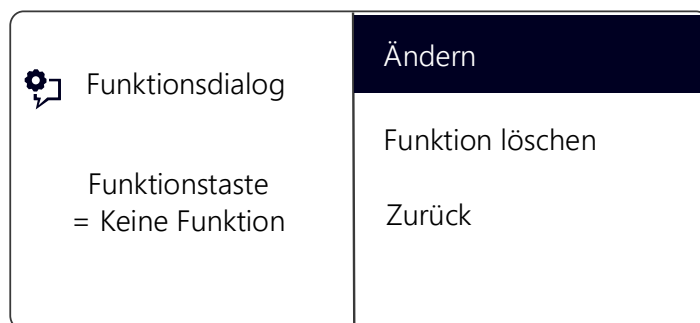 Funktionsdialog
Funktionstaste
= Keine Funktion
Ändern
Funktion löschen
Zurück